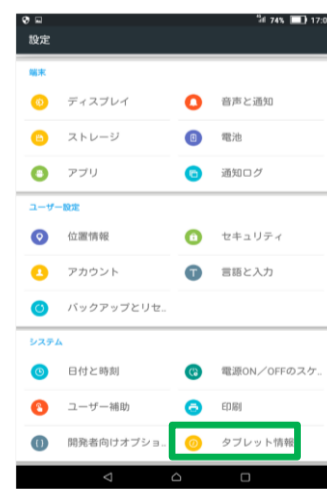 74% 17:0
設定
端末
ディスプレイ 音声と通知
ストレージ 電池
アプリ 通知ログ
ユーザー設定
位置情報 セキュリティ
アカウント 言語と入力
バックアップとリセ..
システム
日付と時刻 電源ON/OFFのスケ..
ユーザー補助 印刷
開発者向けオプショ.. タブレット情報